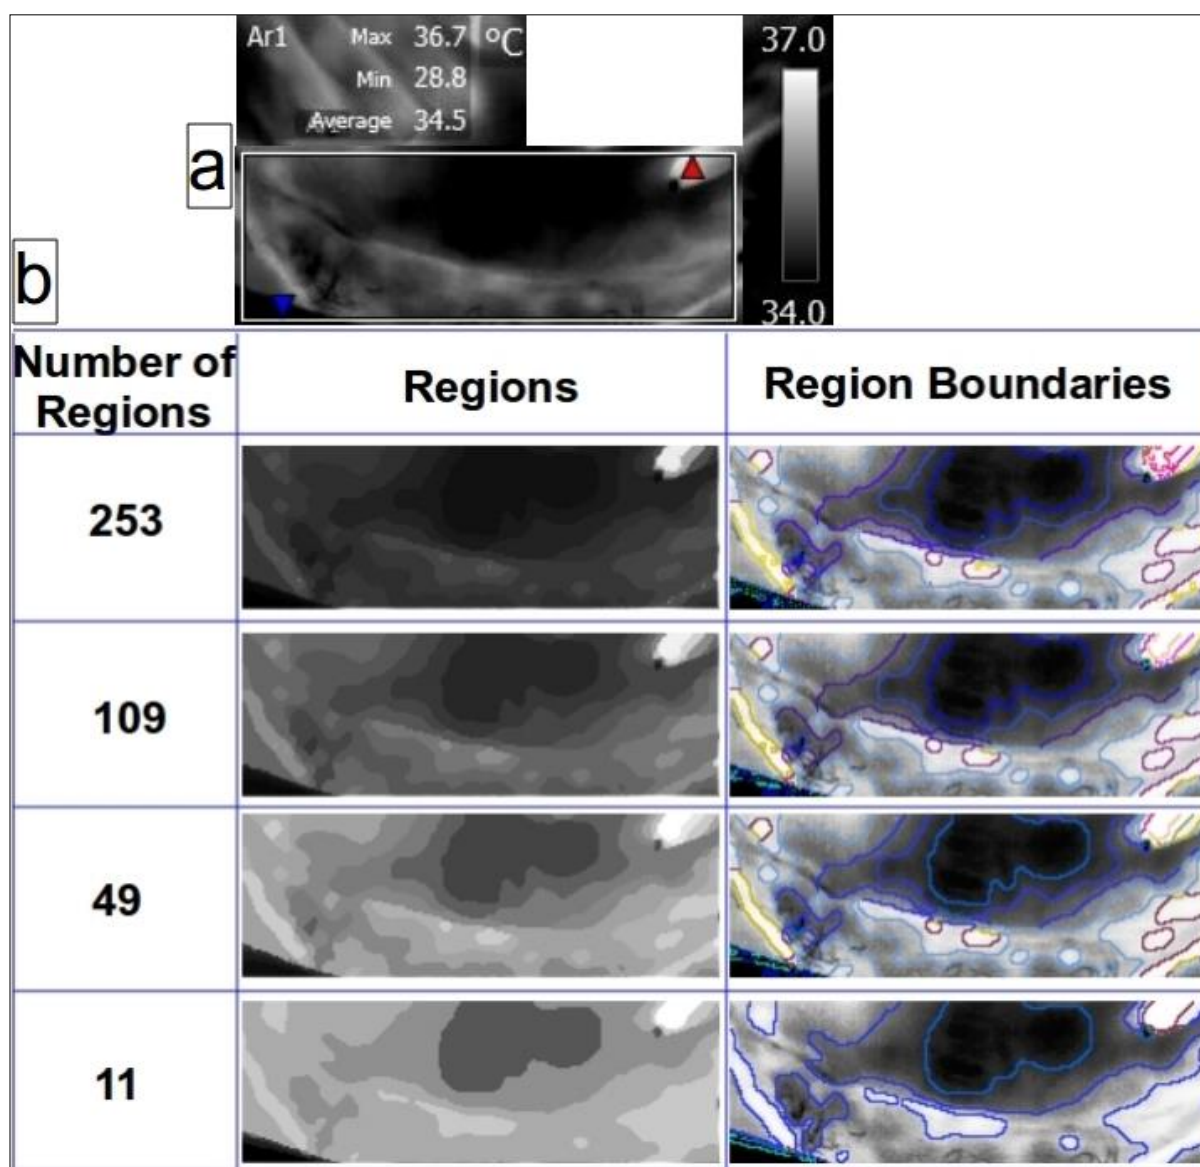 Ar1 Max 36.7 °C
Min 28.8
Average 34.5
37.0
34.0
a
b
Number of Regions
Regions
Region Boundaries
253
109
49
11